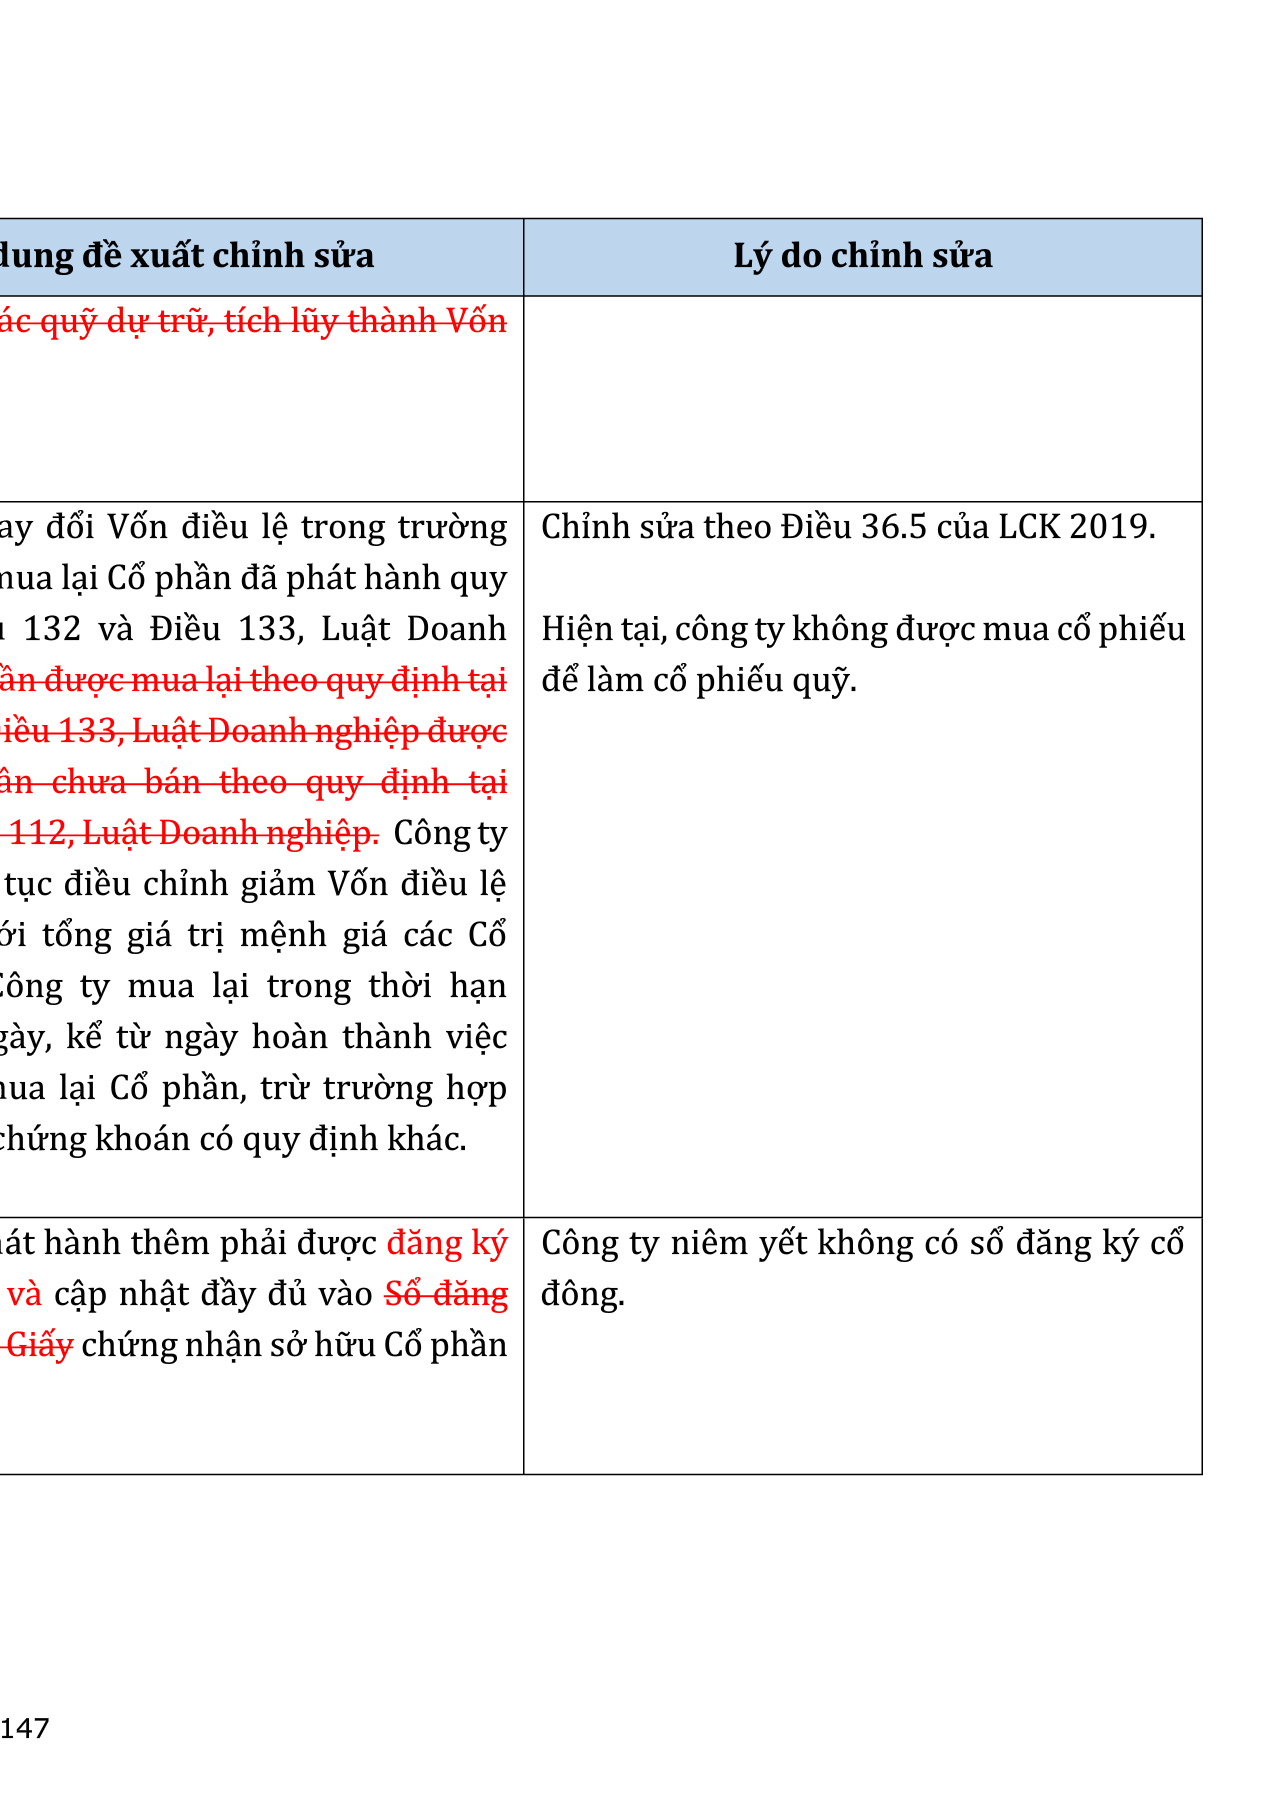 dung đề xuất chỉnh sửa
Lý do chỉnh sửa
ác quỹ dự trữ, tích lũy thành Vốn
ay đổi Vốn điều lệ trong trường
mua lại Cổ phần đã phát hành quy
132 và Điều 133, Luật Doanh
ần được mua lại theo quy định tại
iều 133, Luật Doanh nghiệp được
ần chưa bán theo quy định tại
112, Luật Doanh nghiệp. Công ty
tục điều chỉnh giảm Vốn điều lệ
ới tổng giá trị mệnh giá các Cổ
Công ty mua lại trong thời hạn
gày, kể từ ngày hoàn thành việc
mua lại Cổ phần, trừ trường hợp
chứng khoán có quy định khác.
Chỉnh sửa theo Điều 36.5 của LCK 2019.
Hiện tại, công ty không được mua cổ phiếu
để làm cổ phiếu quỹ.
hát hành thêm phải được đăng ký
và cập nhật đầy đủ vào Sổ đăng
Giấy chứng nhận sở hữu Cổ phần
Công ty niêm yết không có sổ đăng ký cổ
đông.
147